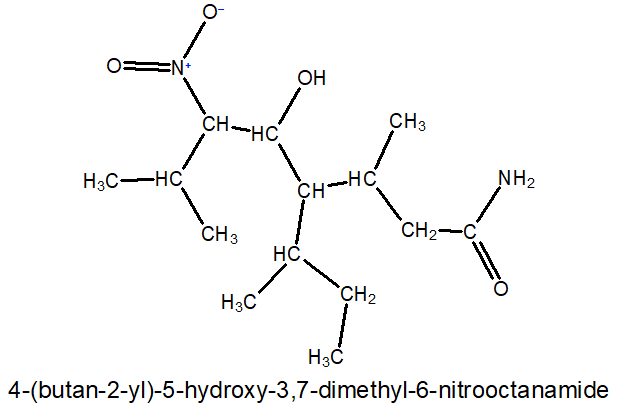 O⁻
O
N⁺
OH
CH
HC
CH₃
H₃C
HC
CH
HC
NH₂
CH₃
CH₂
C
HC
O
H₃C
CH₂
H₃C
4-(butan-2-yl)-5-hydroxy-3,7-dimethyl-6-nitrooctanamide